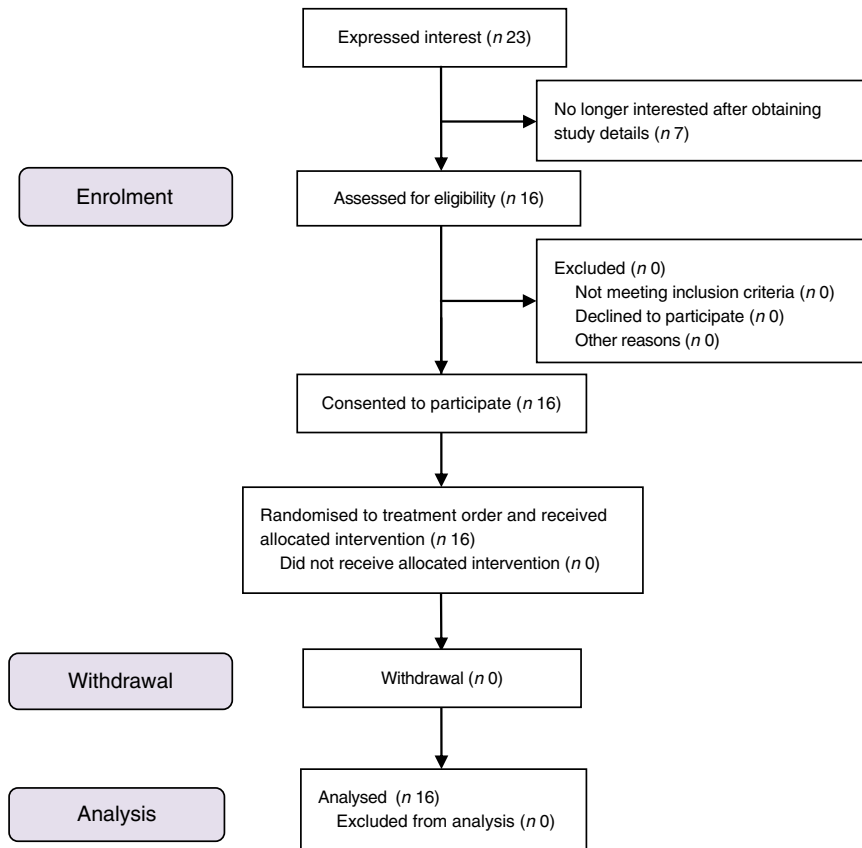 Expressed interest (n 23)
No longer interested after obtaining
study details (n 7)
Enrolment
Assessed for eligibility (n 16)
Excluded (n 0)
Not meeting inclusion criteria (n 0)
Declined to participate (n 0)
Other reasons (n 0)
Consented to participate (n 16)
Randomised to treatment order and received
allocated intervention (n 16)
Did not receive allocated intervention (n 0)
Withdrawal
Withdrawal (n 0)
Analysis
Analysed (n 16)
Excluded from analysis (n 0)